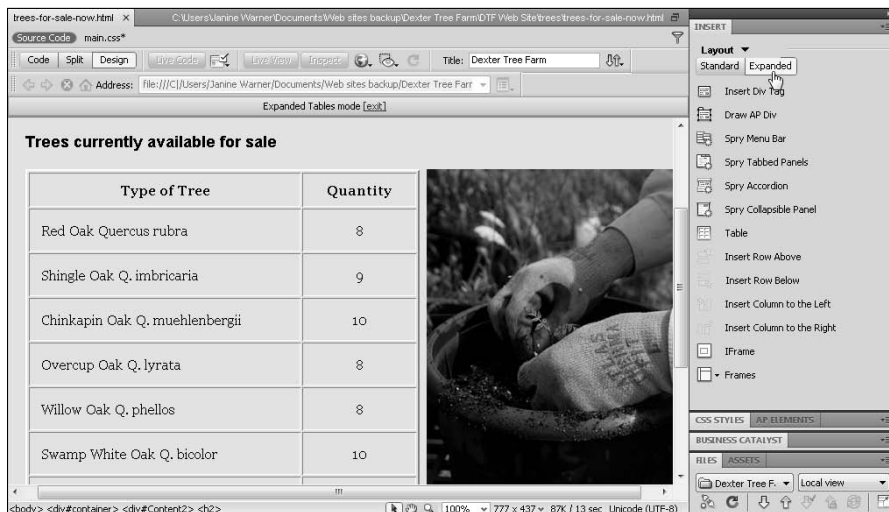 trees-for-sale-now.html × C:\Users\Janine Warner\Documents\Web sites backup\Dexter Tree Farm\DTF Web Site\trees\trees-for-sale-now.html
Source Code main.css*
Code Split Design Live Code Live View Inspect Title: Dexter Tree Farm
Address: file:///C|/Users/Janine Warner/Documents/Web sites backup/Dexter Tree Farr
Expanded Tables mode [exit]
Trees currently available for sale
Type of Tree Quantity
Red Oak Quercus rubra 8
Shingle Oak Q. imbricaria 9
Chinkapin Oak Q. muehlenbergii 10
Overcup Oak Q. lyrata 8
Willow Oak Q. phellos 8
Swamp White Oak Q. bicolor 10
<body> <div#container> <div#Content2> <h2> 100% 777 x 437 87K / 13 sec Unicode (UTF-8)
INSERT
Layout
Standard Expanded
Insert Div Tag
Draw AP Div
Spry Menu Bar
Spry Tabbed Panels
Spry Accordion
Spry Collapsible Panel
Table
Insert Row Above
Insert Row Below
Insert Column to the Left
Insert Column to the Right
IFrame
Frames
CSS STYLES AP ELEMENTS
BUSINESS CATALYST
FILES ASSETS
Dexter Tree F. Local view